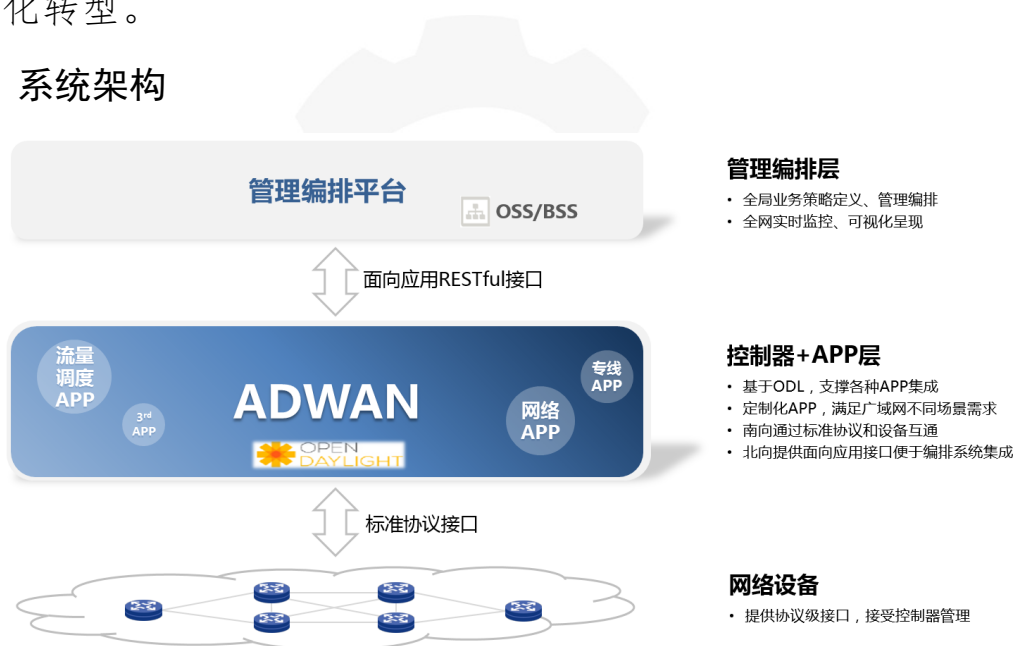 化转型。
系统架构
管理编排平台
OSS/BSS
管理编排层
• 全局业务策略定义、管理编排
• 全网实时监控、可视化呈现
面向应用RESTful接口
流量
调度
APP
3rd
APP
ADWAN
OPEN
DAYLIGHT
网络
APP
专线
APP
控制器+APP层
• 基于ODL，支撑各种APP集成
• 定制化APP，满足广域网不同场景需求
• 南向通过标准协议和设备互通
• 北向提供面向应用接口便于编排系统集成
标准协议接口
网络设备
• 提供协议级接口，接受控制器管理